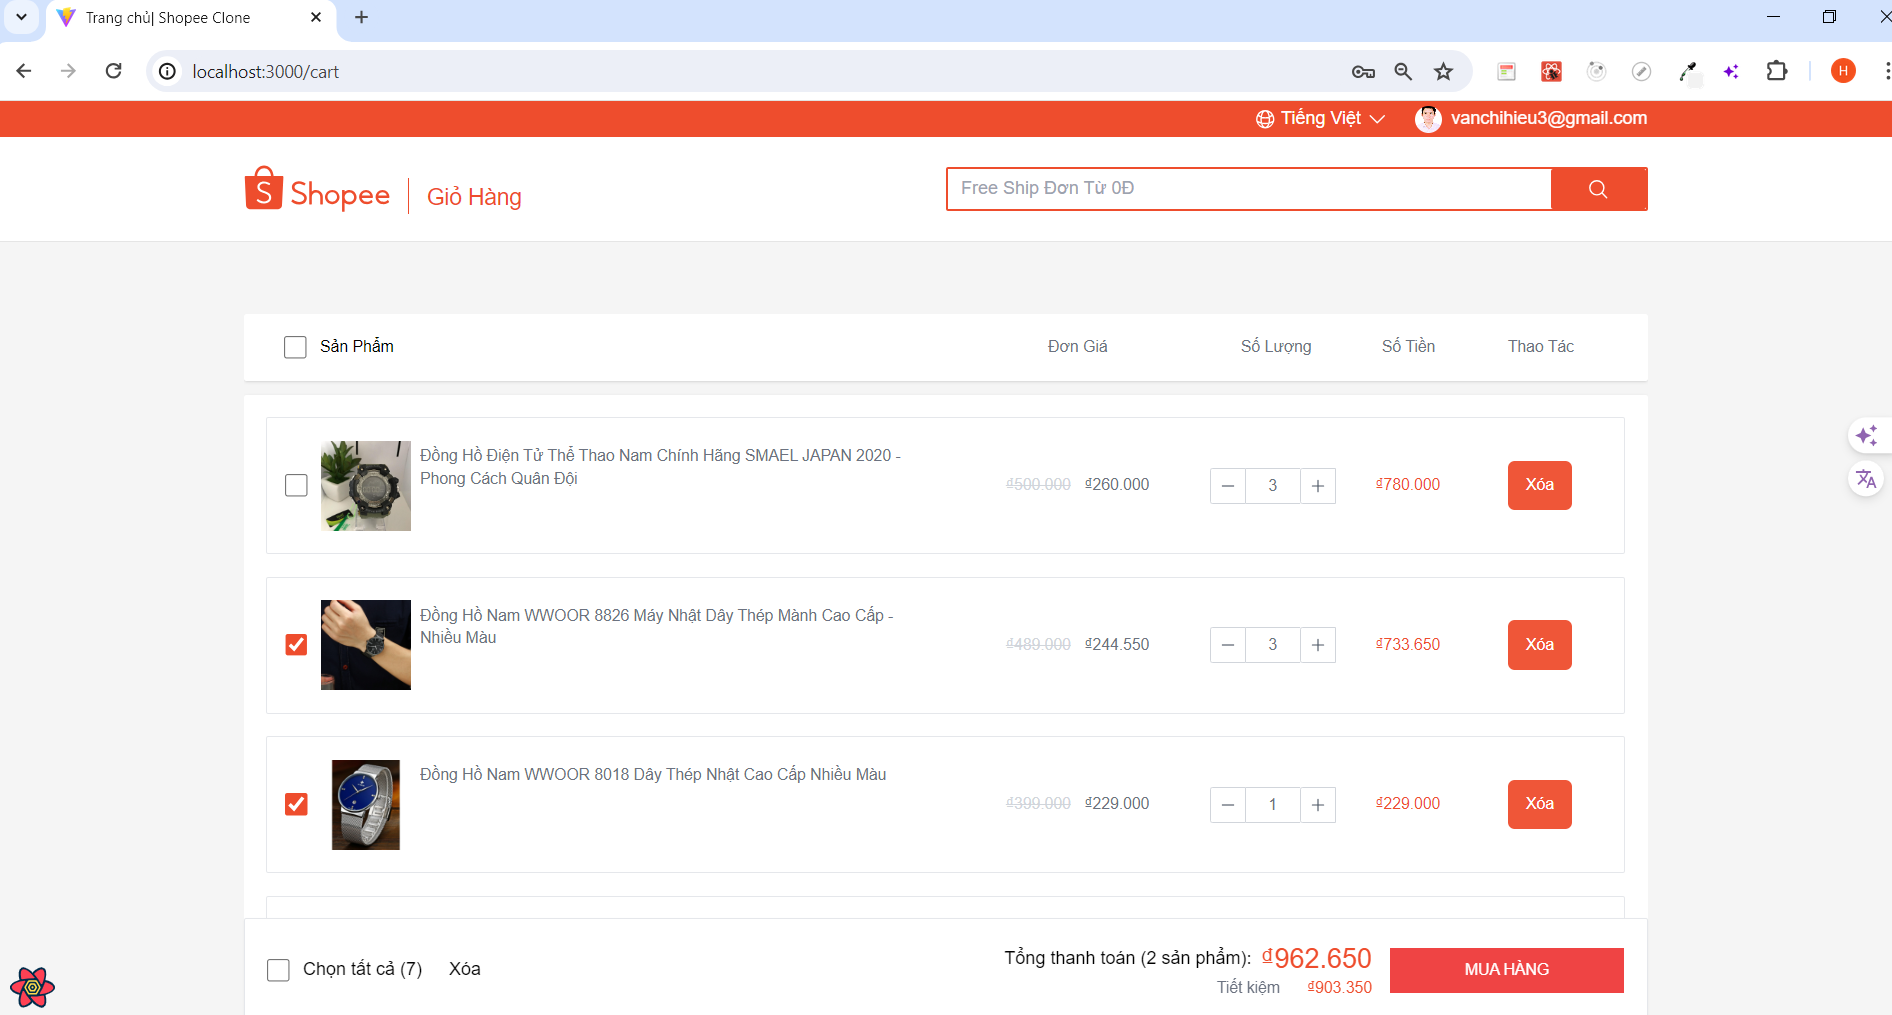 Trang chủ| Shopee Clone
localhost:3000/cart
H
Tiếng Việt
vanchihieu3@gmail.com
Shopee
Giỏ Hàng
Free Ship Đơn Từ 0Đ
Sản Phẩm
Đơn Giá
Số Lượng
Số Tiền
Thao Tác
Đồng Hồ Điện Tử Thể Thao Nam Chính Hãng SMAEL JAPAN 2020 -
Phong Cách Quân Đội
₫500.000 ₫260.000
3
₫780.000
Xóa
Đồng Hồ Nam WWOOR 8826 Máy Nhật Dây Thép Mành Cao Cấp -
Nhiều Màu
₫489.000 ₫244.550
3
₫733.650
Xóa
Đồng Hồ Nam WWOOR 8018 Dây Thép Nhật Cao Cấp Nhiều Màu
₫399.000 ₫229.000
1
₫229.000
Xóa
Chọn tất cả (7)
Xóa
Tổng thanh toán (2 sản phẩm): ₫962.650
Tiết kiệm ₫903.350
MUA HÀNG